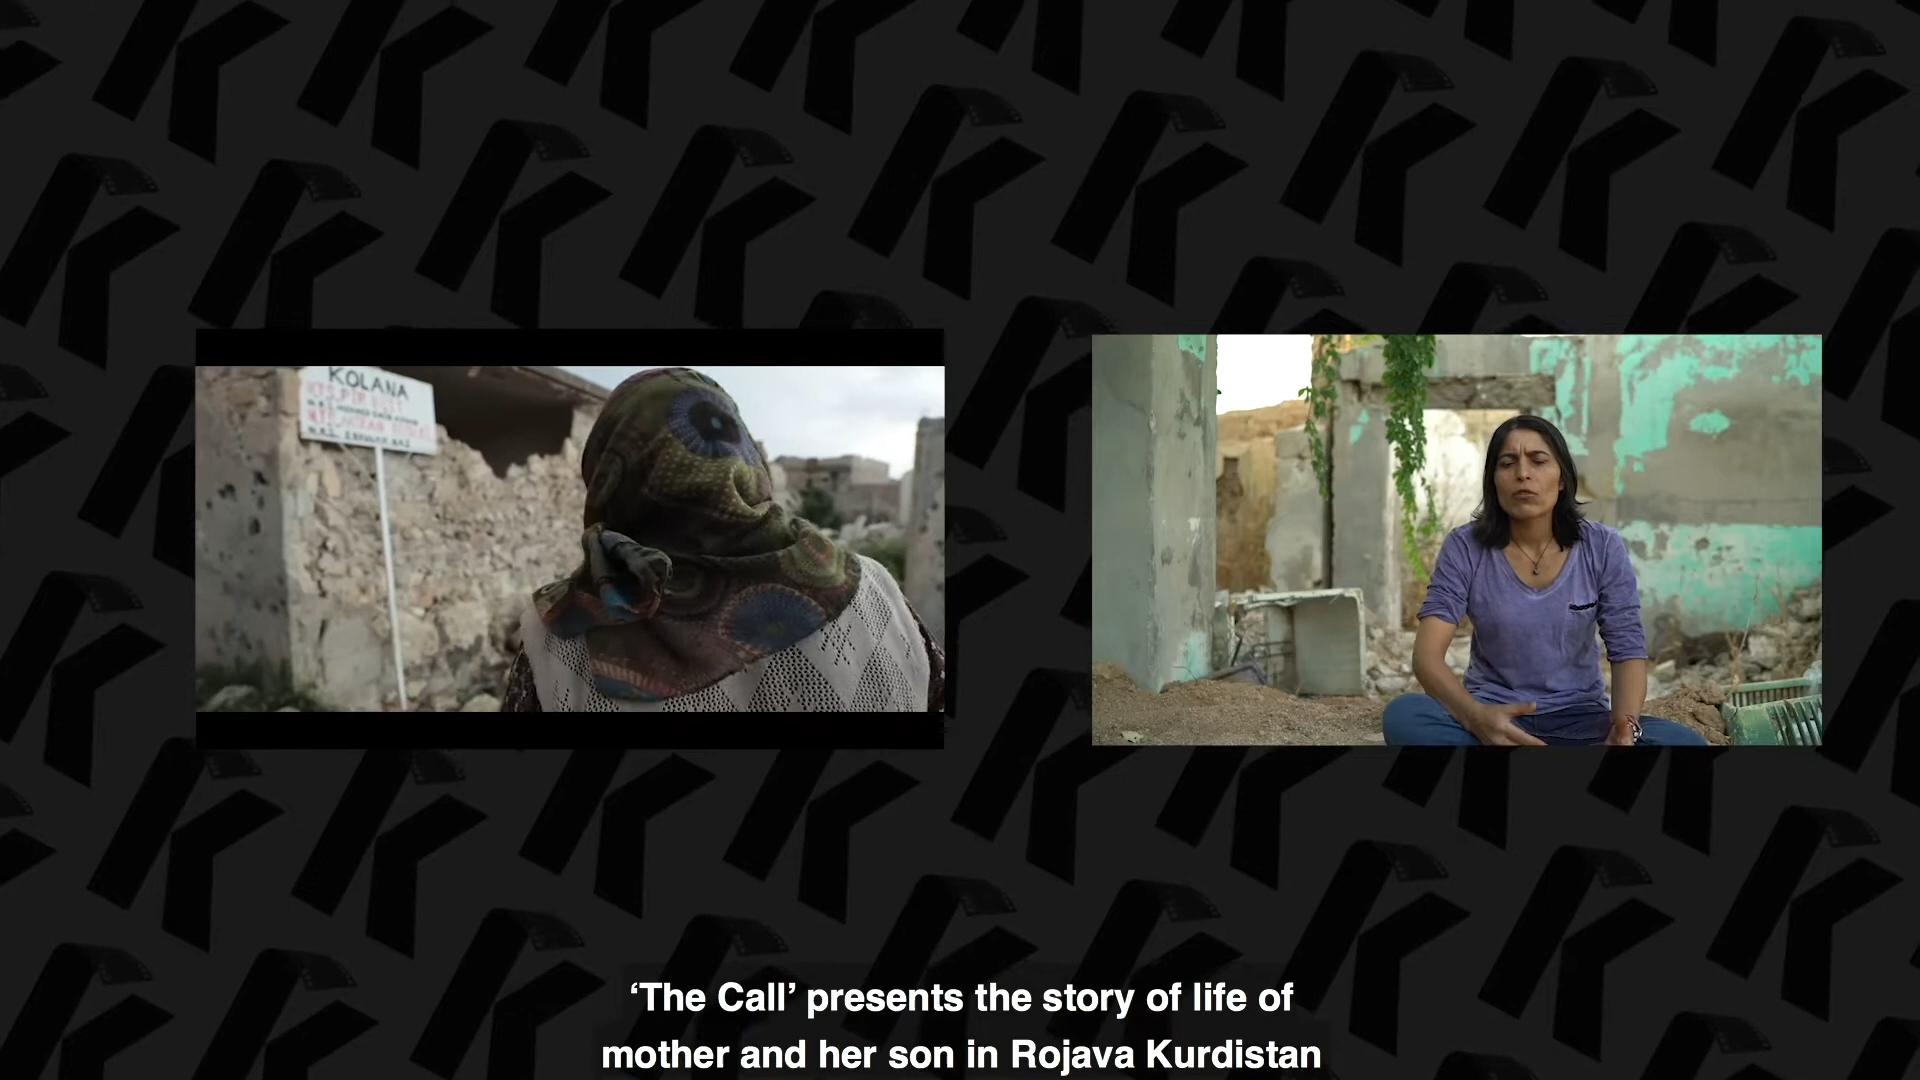 KOLANA
‘The Call’ presents the story of life of
mother and her son in Rojava Kurdistan